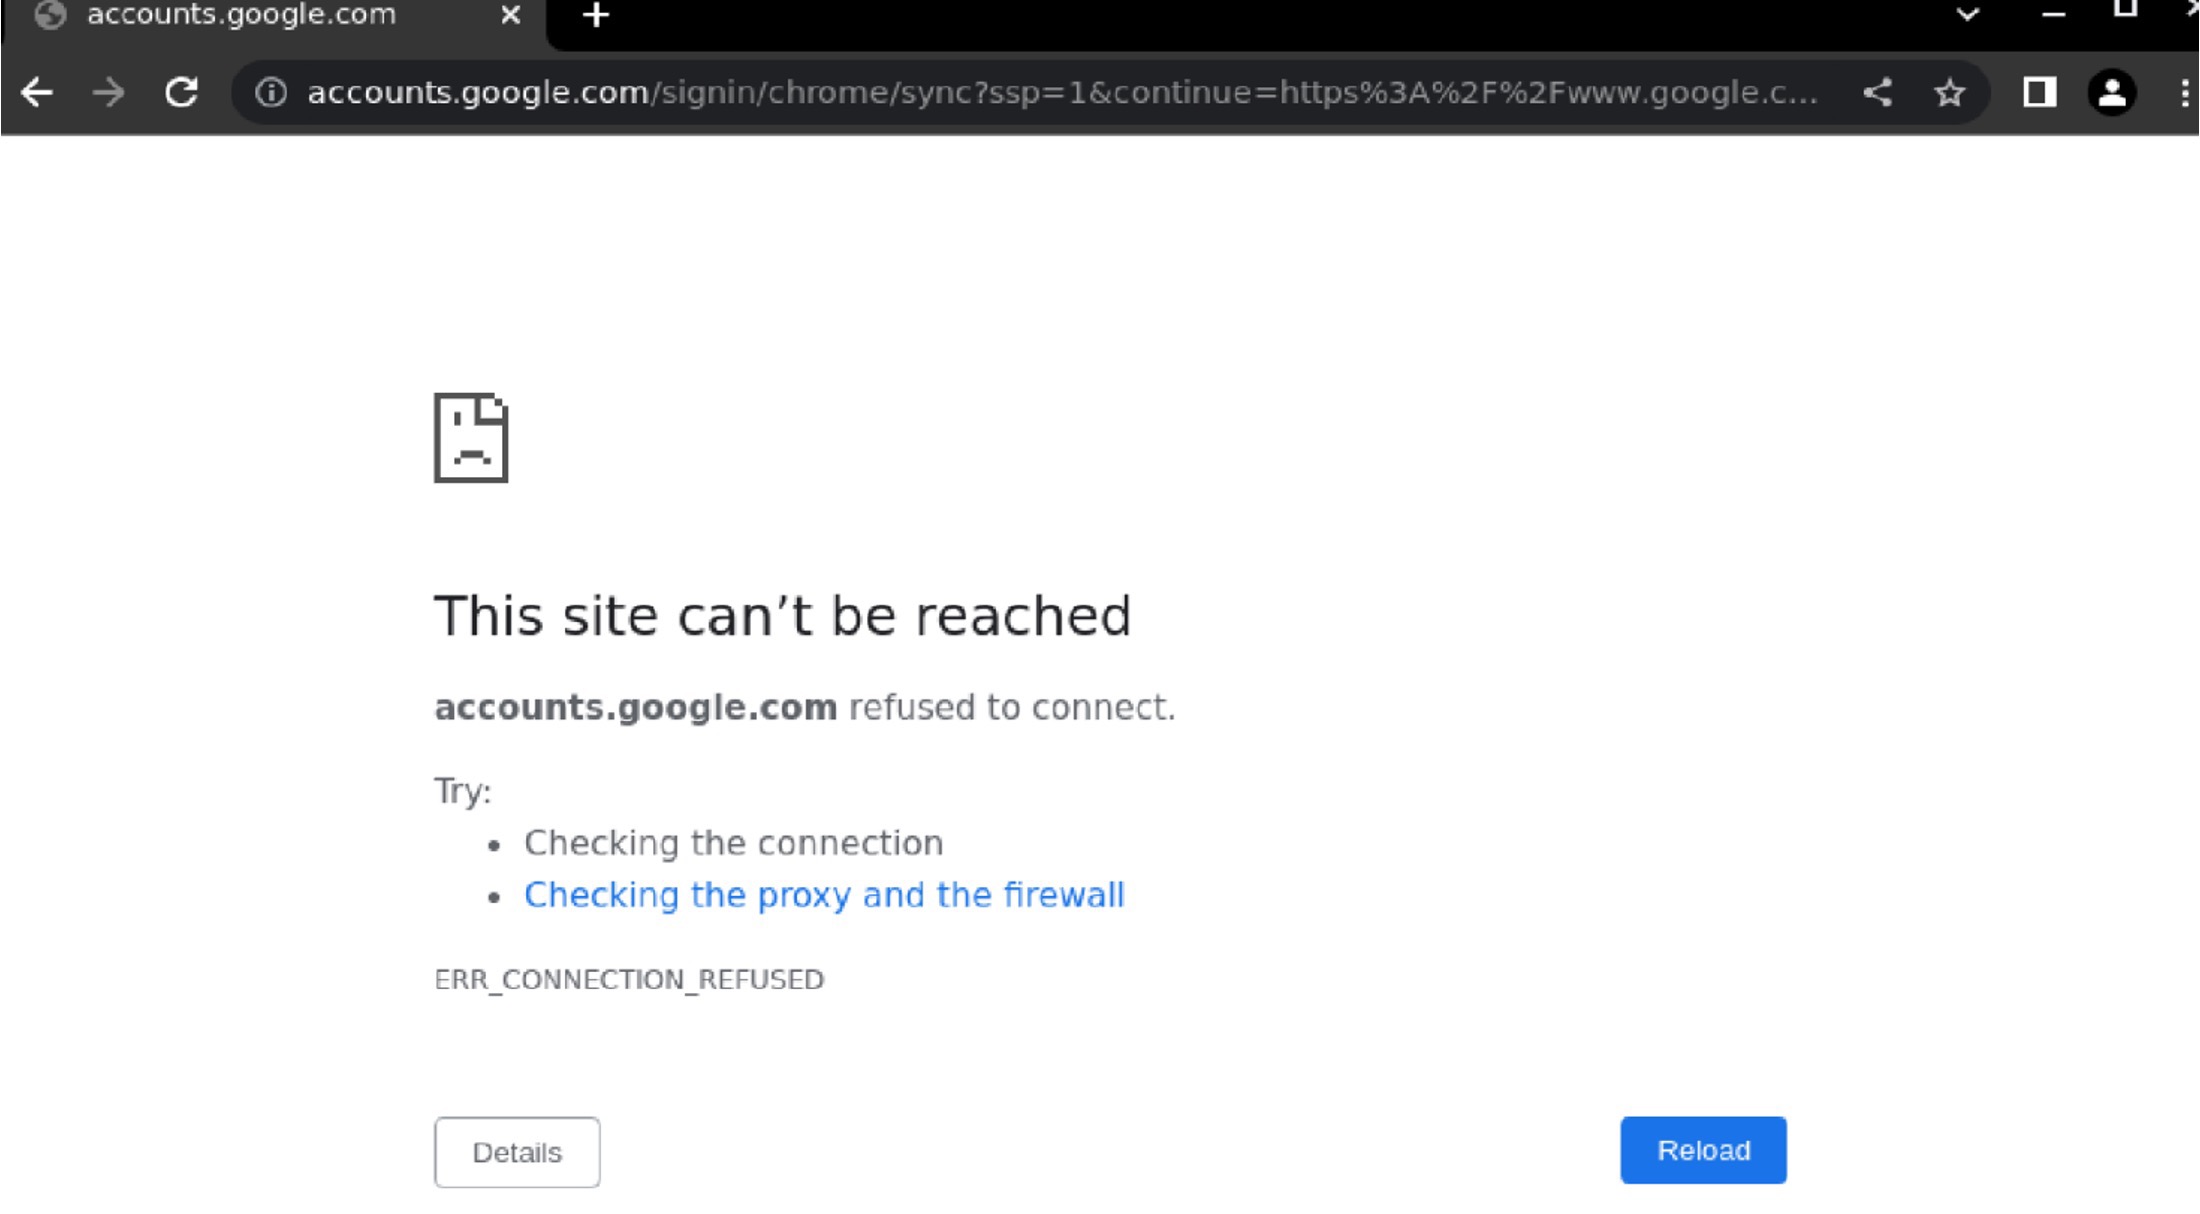 accounts.google.com
accounts.google.com/signin/chrome/sync?ssp=1&continue=https%3A%2F%2Fwww.google.c...
This site can’t be reached
accounts.google.com refused to connect.
Try:
• Checking the connection
• Checking the proxy and the firewall
ERR_CONNECTION_REFUSED
Details
Reload